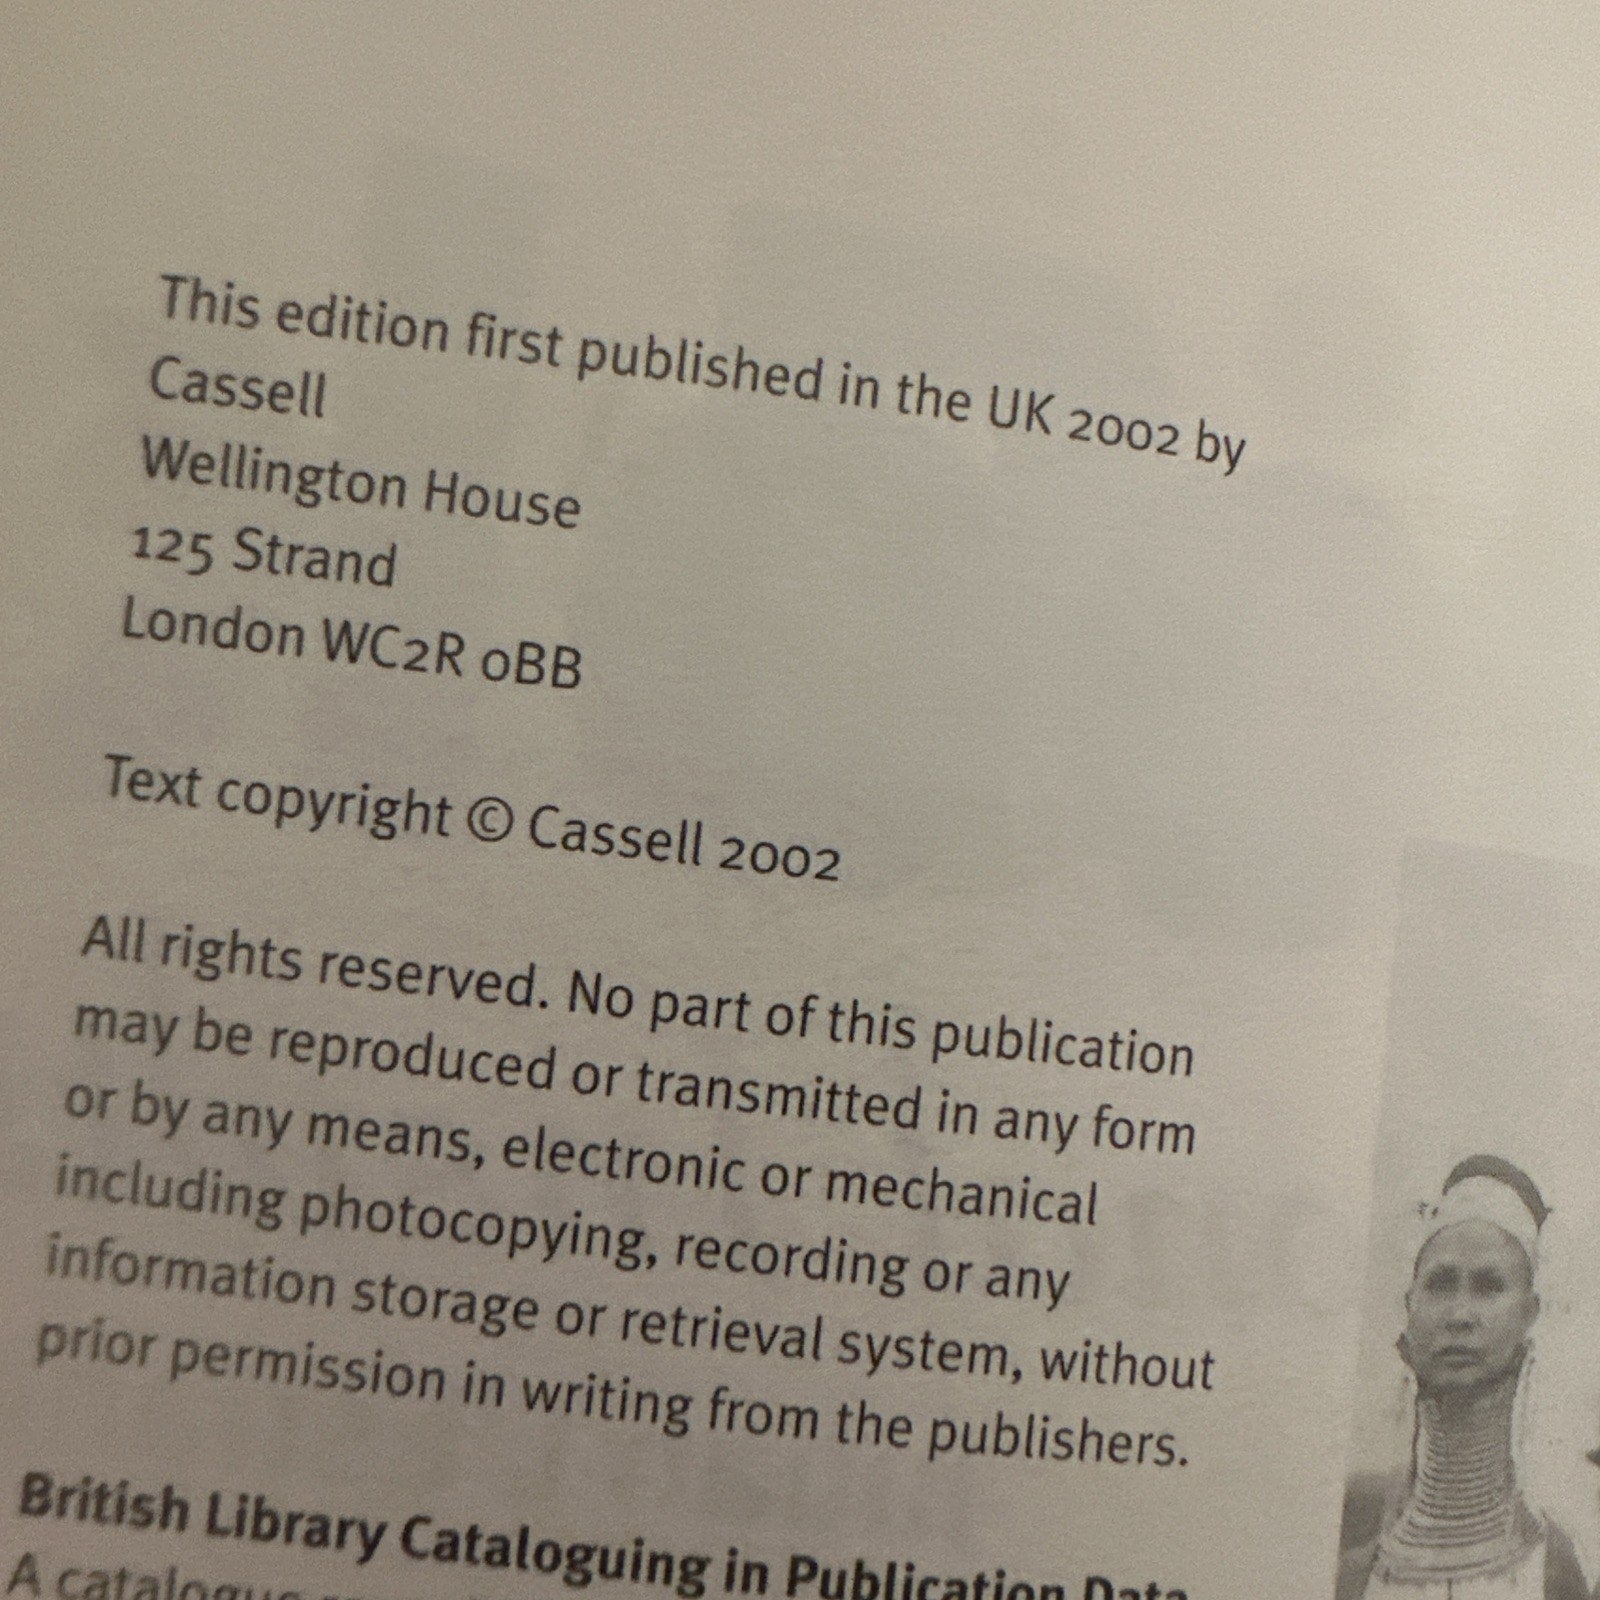 This edition first published in the UK 2002 by
Cassell
Wellington House
125 Strand
London WC2R 0BB
Text copyright © Cassell 2002
All rights reserved. No part of this publication
may be reproduced or transmitted in any form
or by any means, electronic or mechanical
including photocopying, recording or any
information storage or retrieval system, without
prior permission in writing from the publishers.
British Library Cataloguing in Publication Data
A catalogue